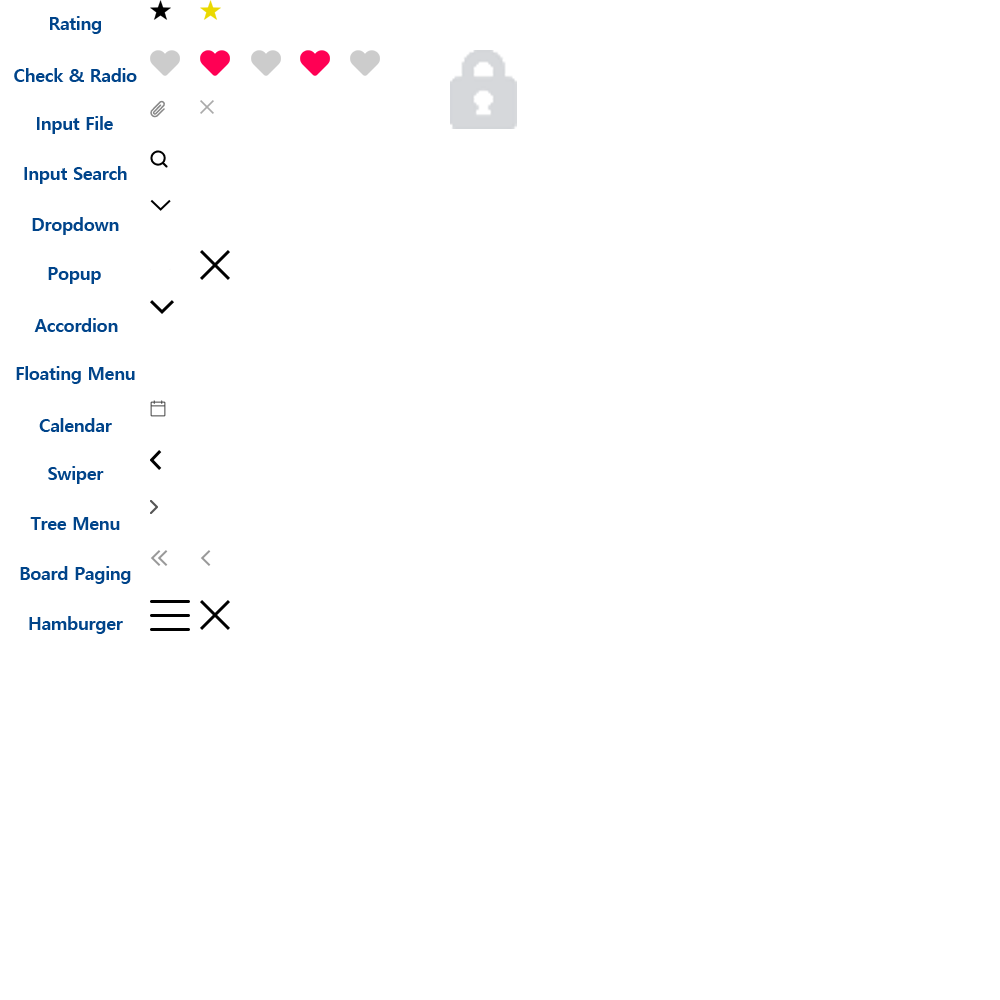 Rating
Check & Radio
Input File
Input Search
Dropdown
Popup
Accordion
Floating Menu
Calendar
Swiper
Tree Menu
Board Paging
Hamburger